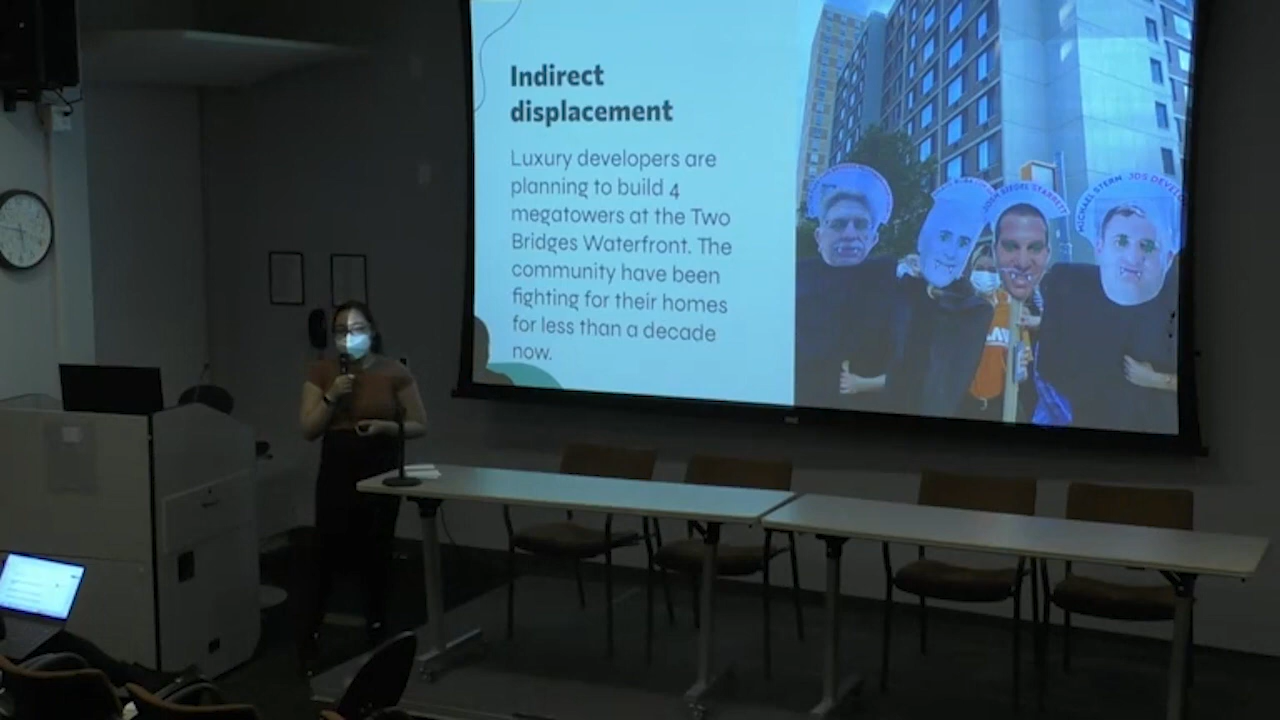 Indirect
displacement
Luxury developers are
planning to build 4
megatowers at the Two
Bridges Waterfront. The
community have been
fighting for their homes
for less than a decade
now.
MICHAEL STERN, JDS